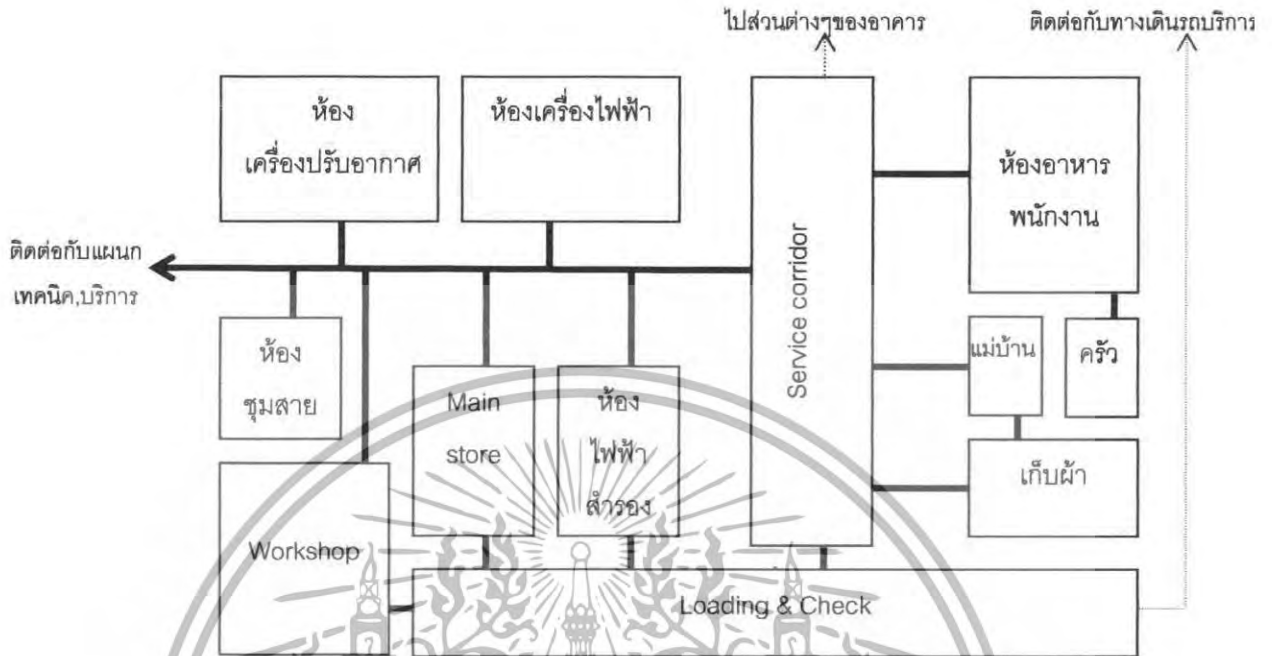 ไปส่วนต่างๆของอาคาร
ติดต่อกับทางเดินรถบริการ
ห้อง
เครื่องปรับอากาศ
ห้องเครื่องไฟฟ้า
ห้องอาหาร
พนักงาน
ติดต่อกับแผนก
เทคนิค,บริการ
Service corridor
ห้อง
ชุมสาย
Main
store
ห้อง
ไฟฟ้า
สำรอง
แม่บ้าน
ครัว
เก็บผ้า
Workshop
Loading & Check